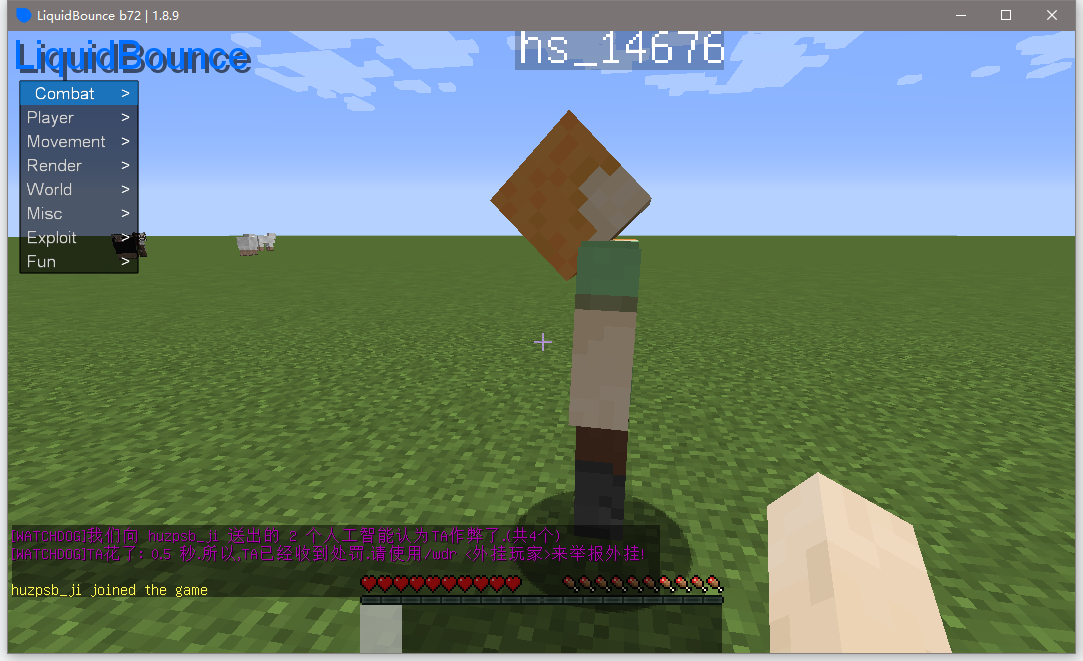 LiquidBounce b72 | 1.8.9
LiquidBounce
hs_14676
Combat >
Player >
Movement >
Render >
World >
Misc >
Exploit >
Fun >
[WATCHDOG]我们向 huzpsb_ji 送出的 2 个人工智能认为TA作弊了.(共4个)
[WATCHDOG]TA花了: 0.5 秒.所以,TA已经收到处罚.请使用/wdr <外挂玩家>来举报外挂!
huzpsb_ji joined the game